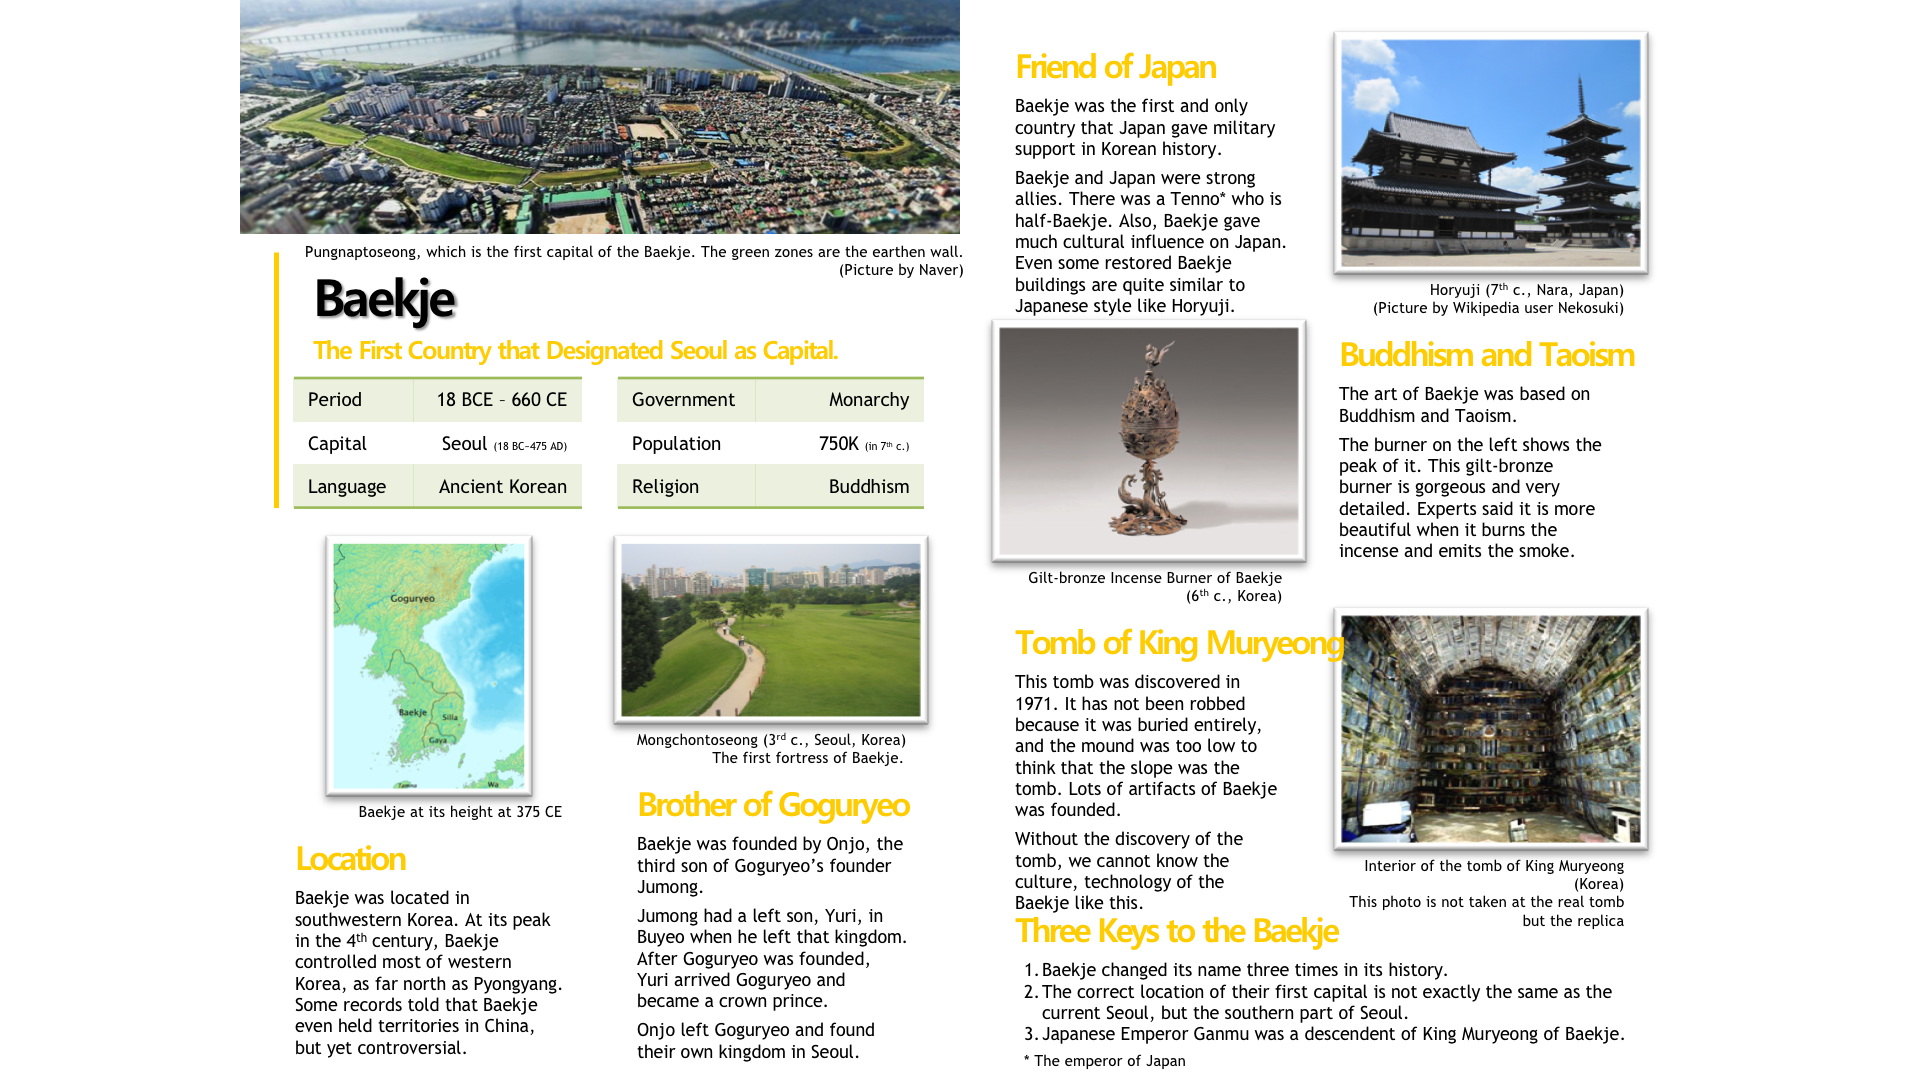 Pungnaptoseong, which is the first capital of the Baekje. The green zones are the earthen wall.
(Picture by Naver)
Baekje
The First Country that Designated Seoul as Capital.
Period 18 BCE – 660 CE
Capital Seoul (18 BC~475 AD)
Language Ancient Korean
Government Monarchy
Population 750K (in 7th c.)
Religion Buddhism
Goguryeo
Baekje
Silla
Gaya
Tamna
Wa
Baekje at its height at 375 CE
Location
Baekje was located in
southwestern Korea. At its peak
in the 4th century, Baekje
controlled most of western
Korea, as far north as Pyongyang.
Some records told that Baekje
even held territories in China,
but yet controversial.
Mongchontoseong (3rd c., Seoul, Korea)
The first fortress of Baekje.
Brother of Goguryeo
Baekje was founded by Onjo, the
third son of Goguryeo’s founder
Jumong.
Jumong had a left son, Yuri, in
Buyeo when he left that kingdom.
After Goguryeo was founded,
Yuri arrived Goguryeo and
became a crown prince.
Onjo left Goguryeo and found
their own kingdom in Seoul.
Friend of Japan
Baekje was the first and only
country that Japan gave military
support in Korean history.
Baekje and Japan were strong
allies. There was a Tenno* who is
half-Baekje. Also, Baekje gave
much cultural influence on Japan.
Even some restored Baekje
buildings are quite similar to
Japanese style like Horyuji.
Horyuji (7th c., Nara, Japan)
(Picture by Wikipedia user Nekosuki)
Gilt-bronze Incense Burner of Baekje
(6th c., Korea)
Buddhism and Taoism
The art of Baekje was based on
Buddhism and Taoism.
The burner on the left shows the
peak of it. This gilt-bronze
burner is gorgeous and very
detailed. Experts said it is more
beautiful when it burns the
incense and emits the smoke.
Tomb of King Muryeong
This tomb was discovered in
1971. It has not been robbed
because it was buried entirely,
and the mound was too low to
think that the slope was the
tomb. Lots of artifacts of Baekje
was founded.
Without the discovery of the
tomb, we cannot know the
culture, technology of the
Baekje like this.
Interior of the tomb of King Muryeong
(Korea)
This photo is not taken at the real tomb
but the replica
Three Keys to the Baekje
1. Baekje changed its name three times in its history.
2. The correct location of their first capital is not exactly the same as the
current Seoul, but the southern part of Seoul.
3. Japanese Emperor Ganmu was a descendent of King Muryeong of Baekje.
* The emperor of Japan